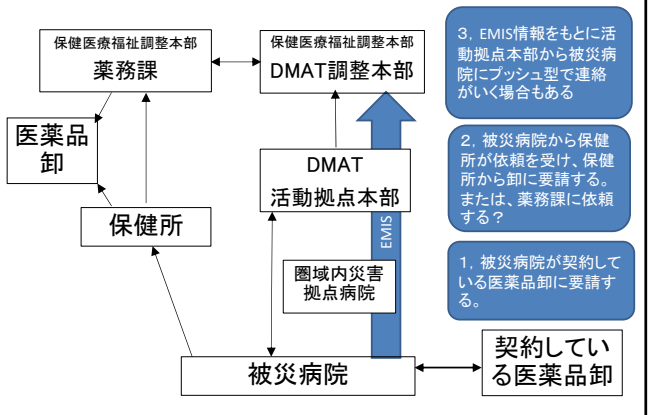 保健医療福祉調整本部
薬務課
保健医療福祉調整本部
DMAT調整本部
3，EMIS情報をもとに活
動拠点本部から被災病
院にプッシュ型で連絡
がいく場合もある
医薬品
卸
DMAT
活動拠点本部
2，被災病院から保健
所が依頼を受け、保健
所から卸に要請する。
または、薬務課に依頼
する？
保健所
EMIS
圏域内災害
拠点病院
1，被災病院が契約して
いる医薬品卸に要請す
る。
被災病院
契約してい
る医薬品卸